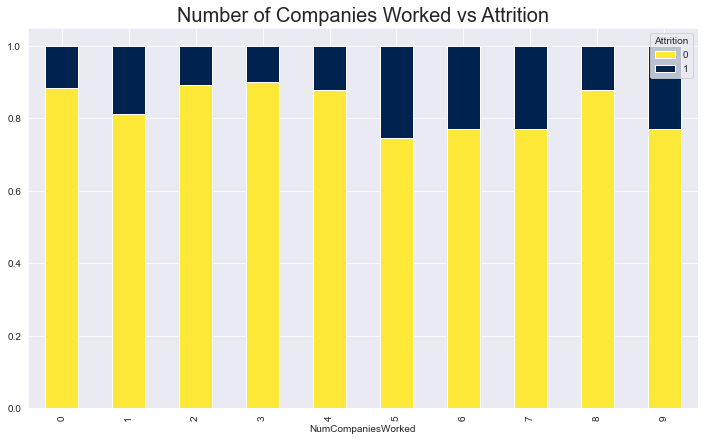 Number of Companies Worked vs Attrition
Attrition
0
1
1.0
0.8
0.6
0.4
0.2
0.0
0 1 2 3 4 5 6 7 8 9
NumCompaniesWorked